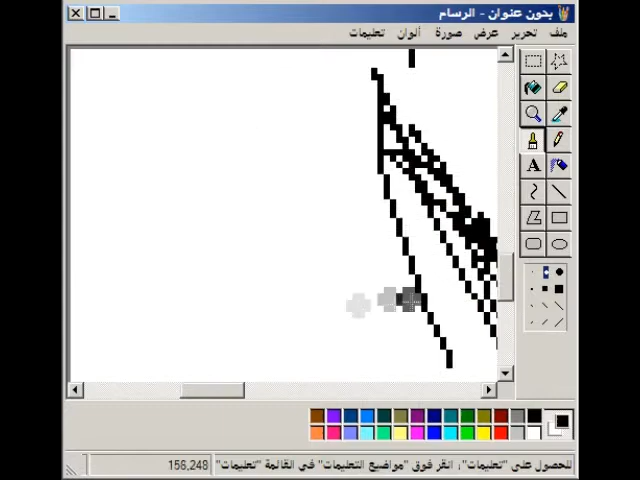 بدون عنوان - الرسام
ملف تحرير عرض صورة ألوان تعليمات
A
للحصول على "تعليمات"، انقر فوق "مواضيع التعليمات" في القائمة "تعليمات"
156,248